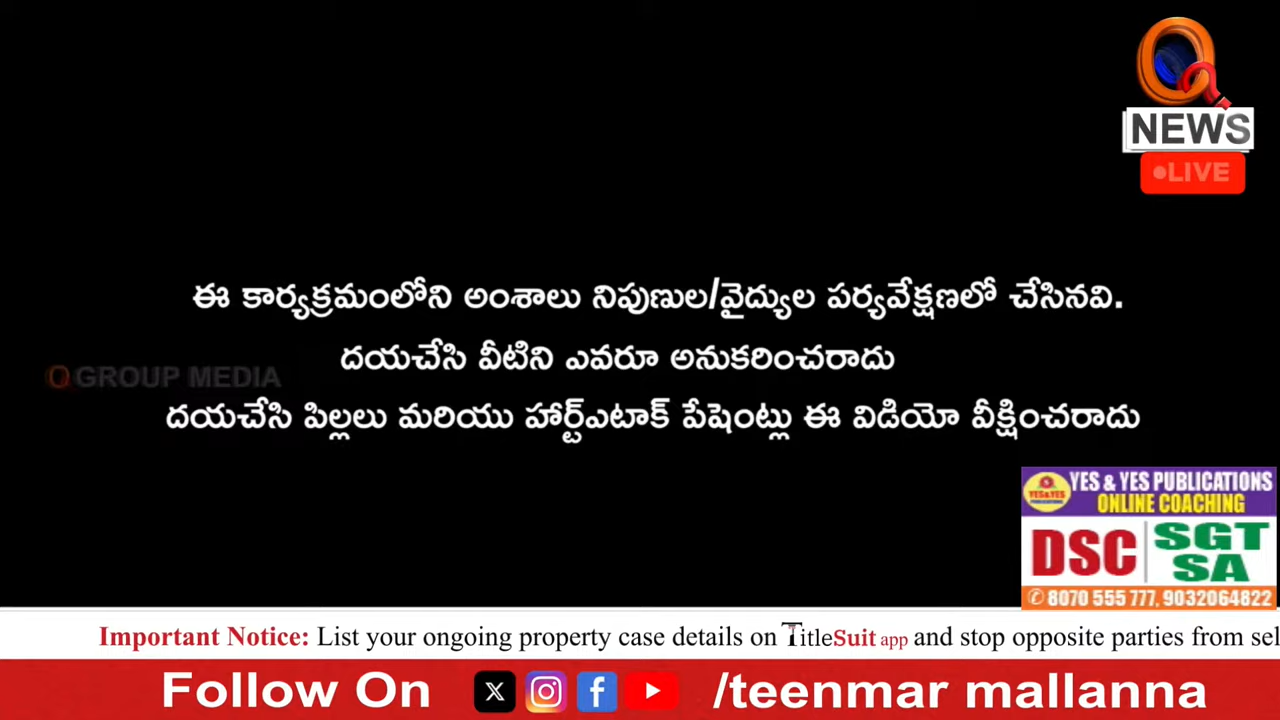 Q
NEWS
●LIVE
ఈ కార్యక్రమంలోని అంశాలు నిపుణుల/వైద్యుల పర్యవేక్షణలో చేసినవి.
దయచేసి వీటిని ఎవరూ అనుకరించరాదు
Q GROUP MEDIA
దయచేసి పిల్లలు మరియు హార్ట్ఎటాక్ పేషెంట్లు ఈ విడియో వీక్షించరాదు
YES & YES PUBLICATIONS
ONLINE COACHING
YES&YES
DSC SGT
SA
8070 555 777, 9032064822
Important Notice: List your ongoing property case details on TitleSuit app and stop opposite parties from sel
Follow On /teenmar mallanna